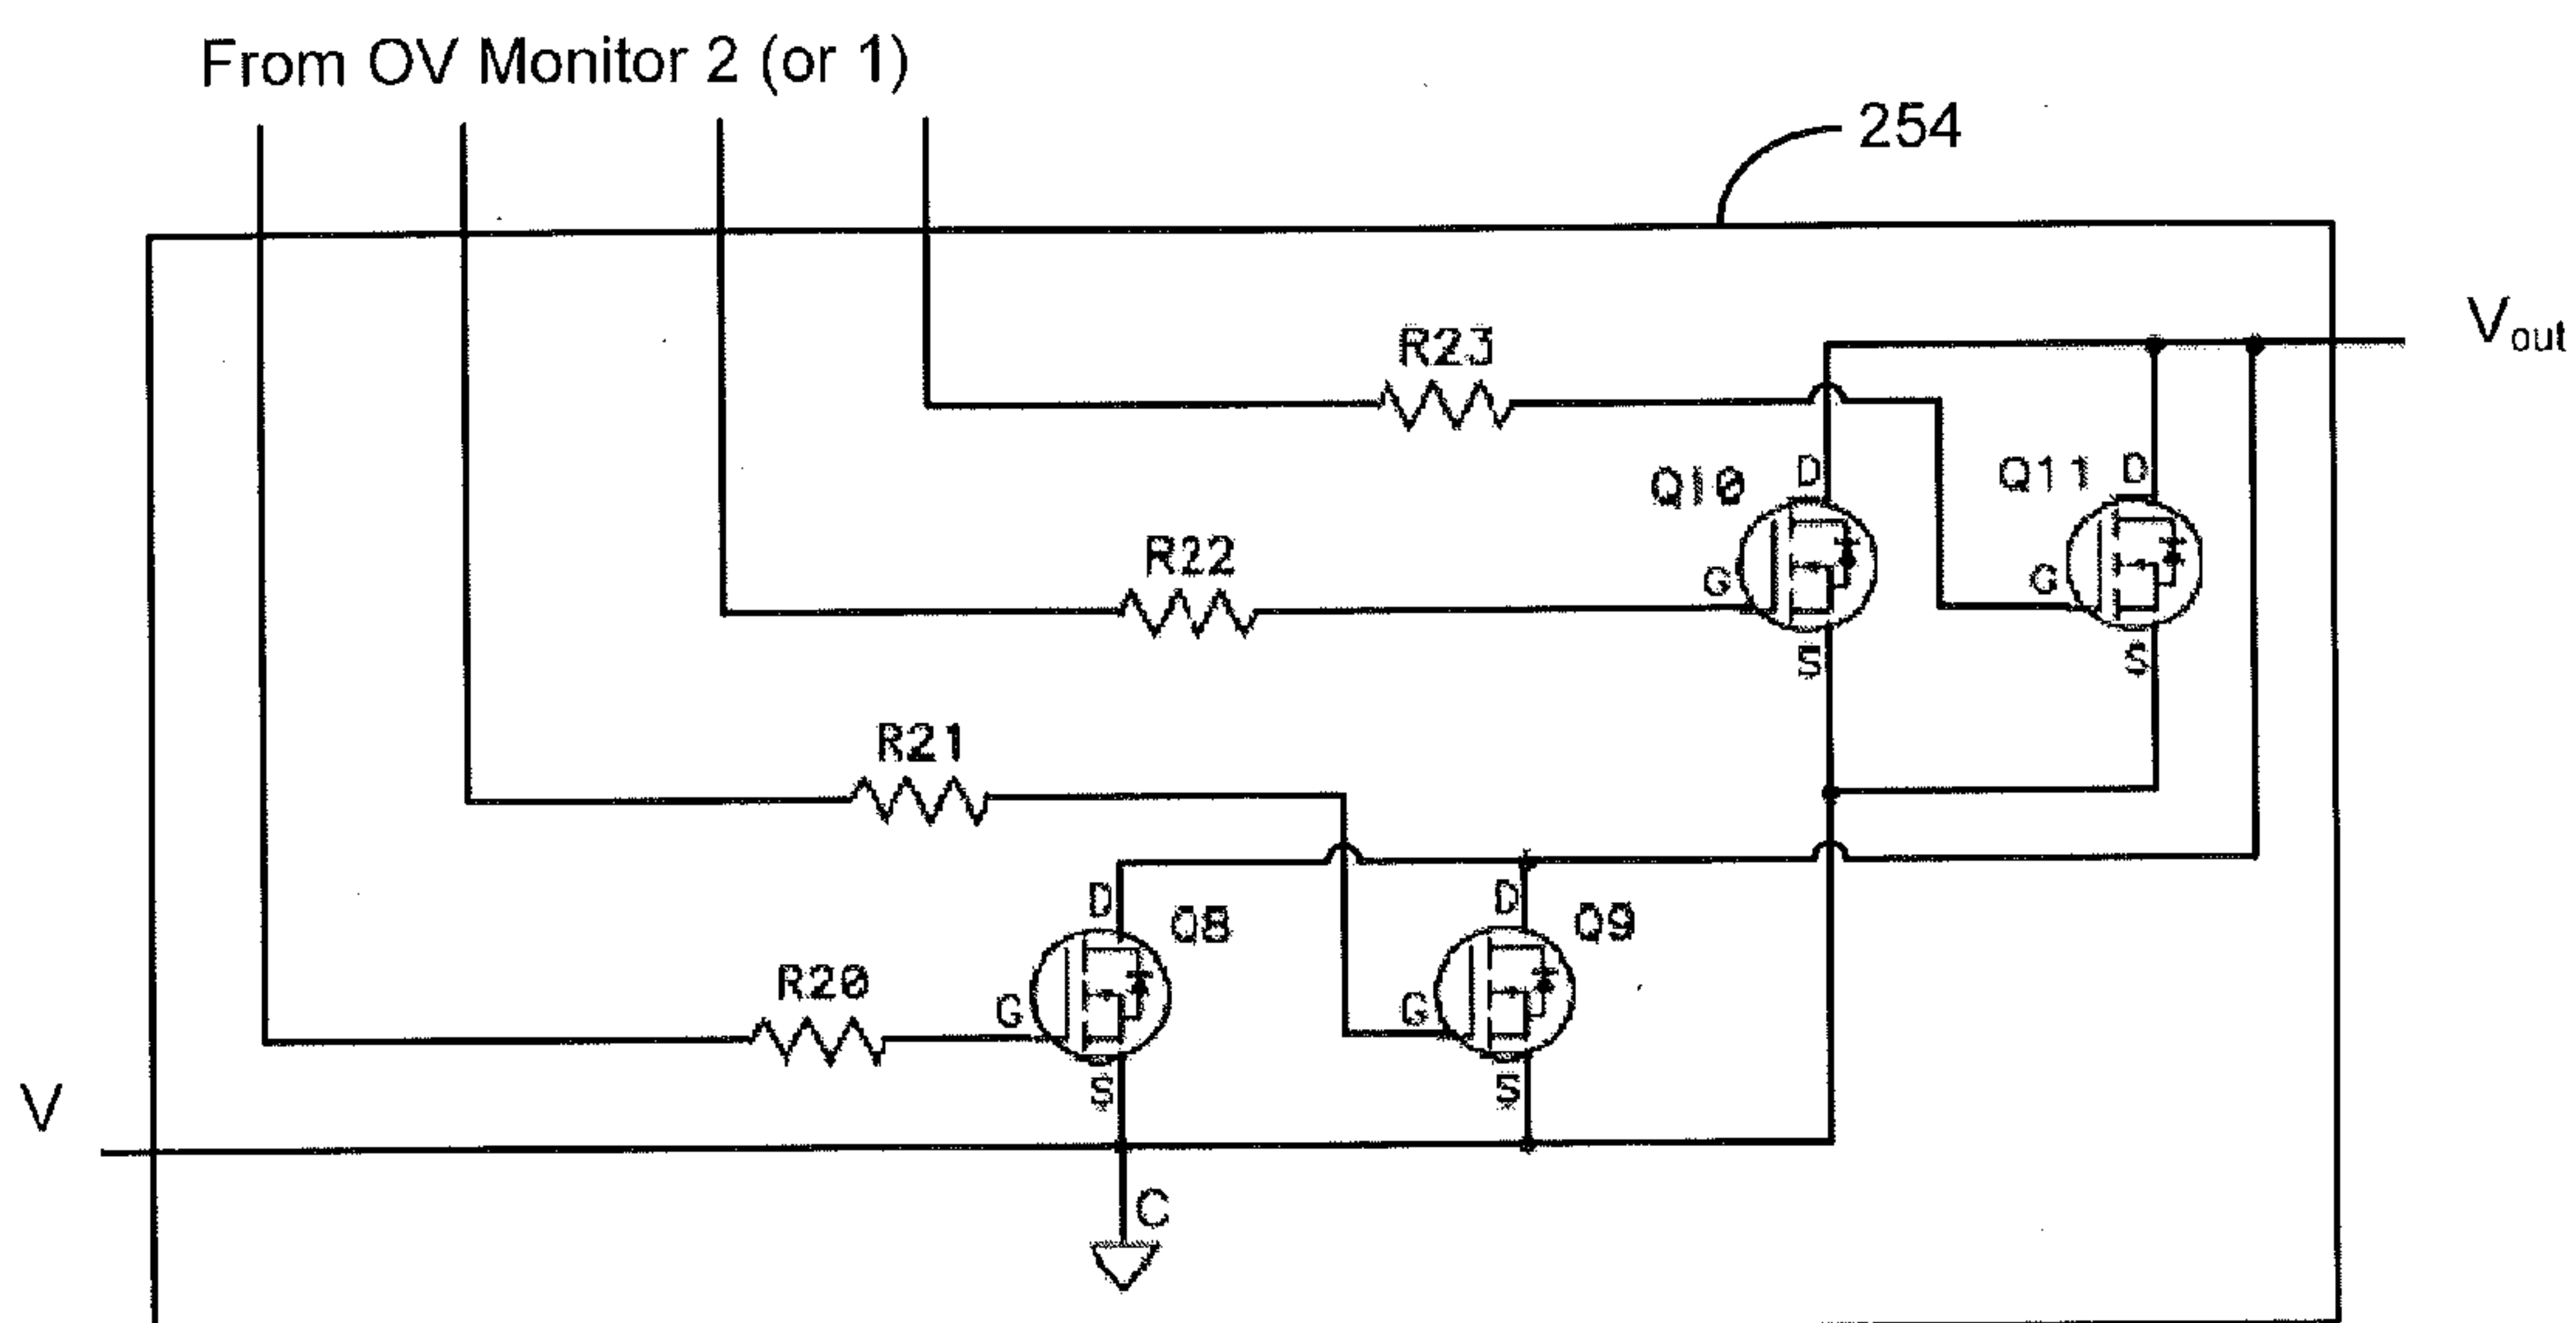 From OV Monitor 2 (or 1)
254
Vout
R23
Q10
D
G
S
Q11
D
G
S
R22
R21
R20
D
Q8
G
S
D
Q9
G
S
V
C